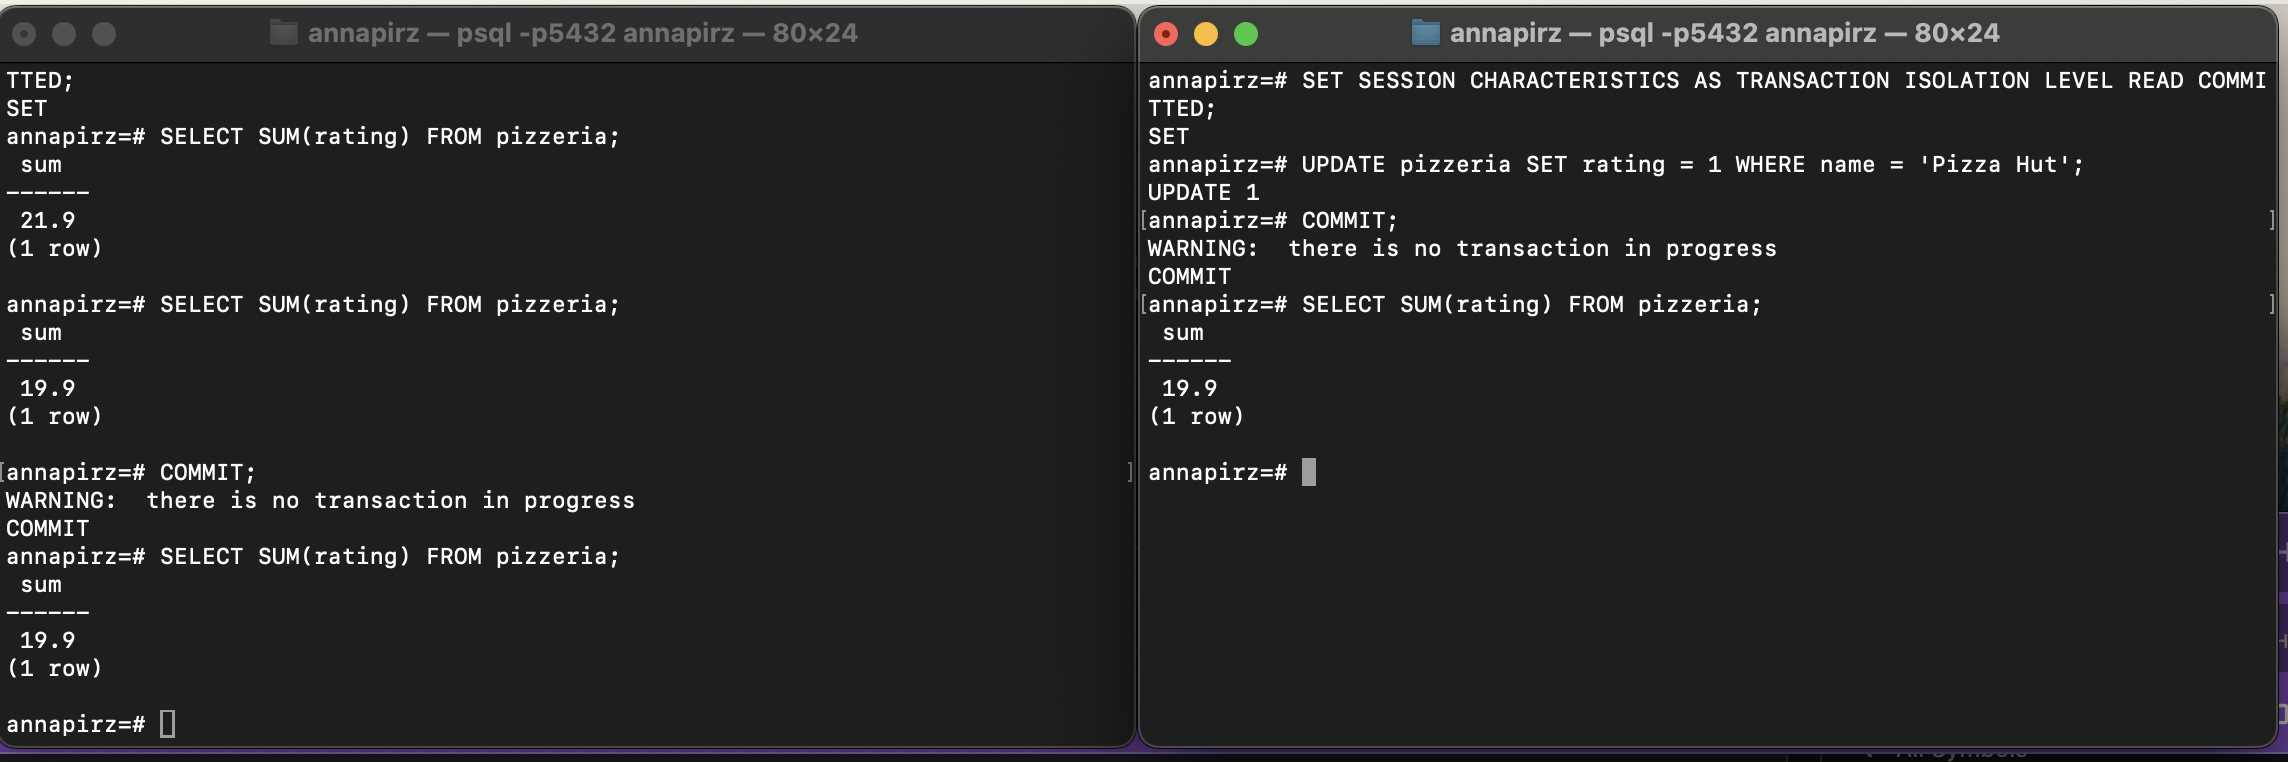 annapirz — psql -p5432 annapirz — 80×24
TTED;
SET
annapirz=# SELECT SUM(rating) FROM pizzeria;
sum
------
21.9
(1 row)
annapirz=# SELECT SUM(rating) FROM pizzeria;
sum
------
19.9
(1 row)
[annapirz=# COMMIT; ]
WARNING:  there is no transaction in progress
COMMIT
annapirz=# SELECT SUM(rating) FROM pizzeria;
sum
------
19.9
(1 row)
annapirz=#
annapirz — psql -p5432 annapirz — 80×24
annapirz=# SET SESSION CHARACTERISTICS AS TRANSACTION ISOLATION LEVEL READ COMMI
TTED;
SET
annapirz=# UPDATE pizzeria SET rating = 1 WHERE name = 'Pizza Hut';
UPDATE 1
[annapirz=# COMMIT; ]
WARNING:  there is no transaction in progress
COMMIT
[annapirz=# SELECT SUM(rating) FROM pizzeria; ]
sum
------
19.9
(1 row)
annapirz=#